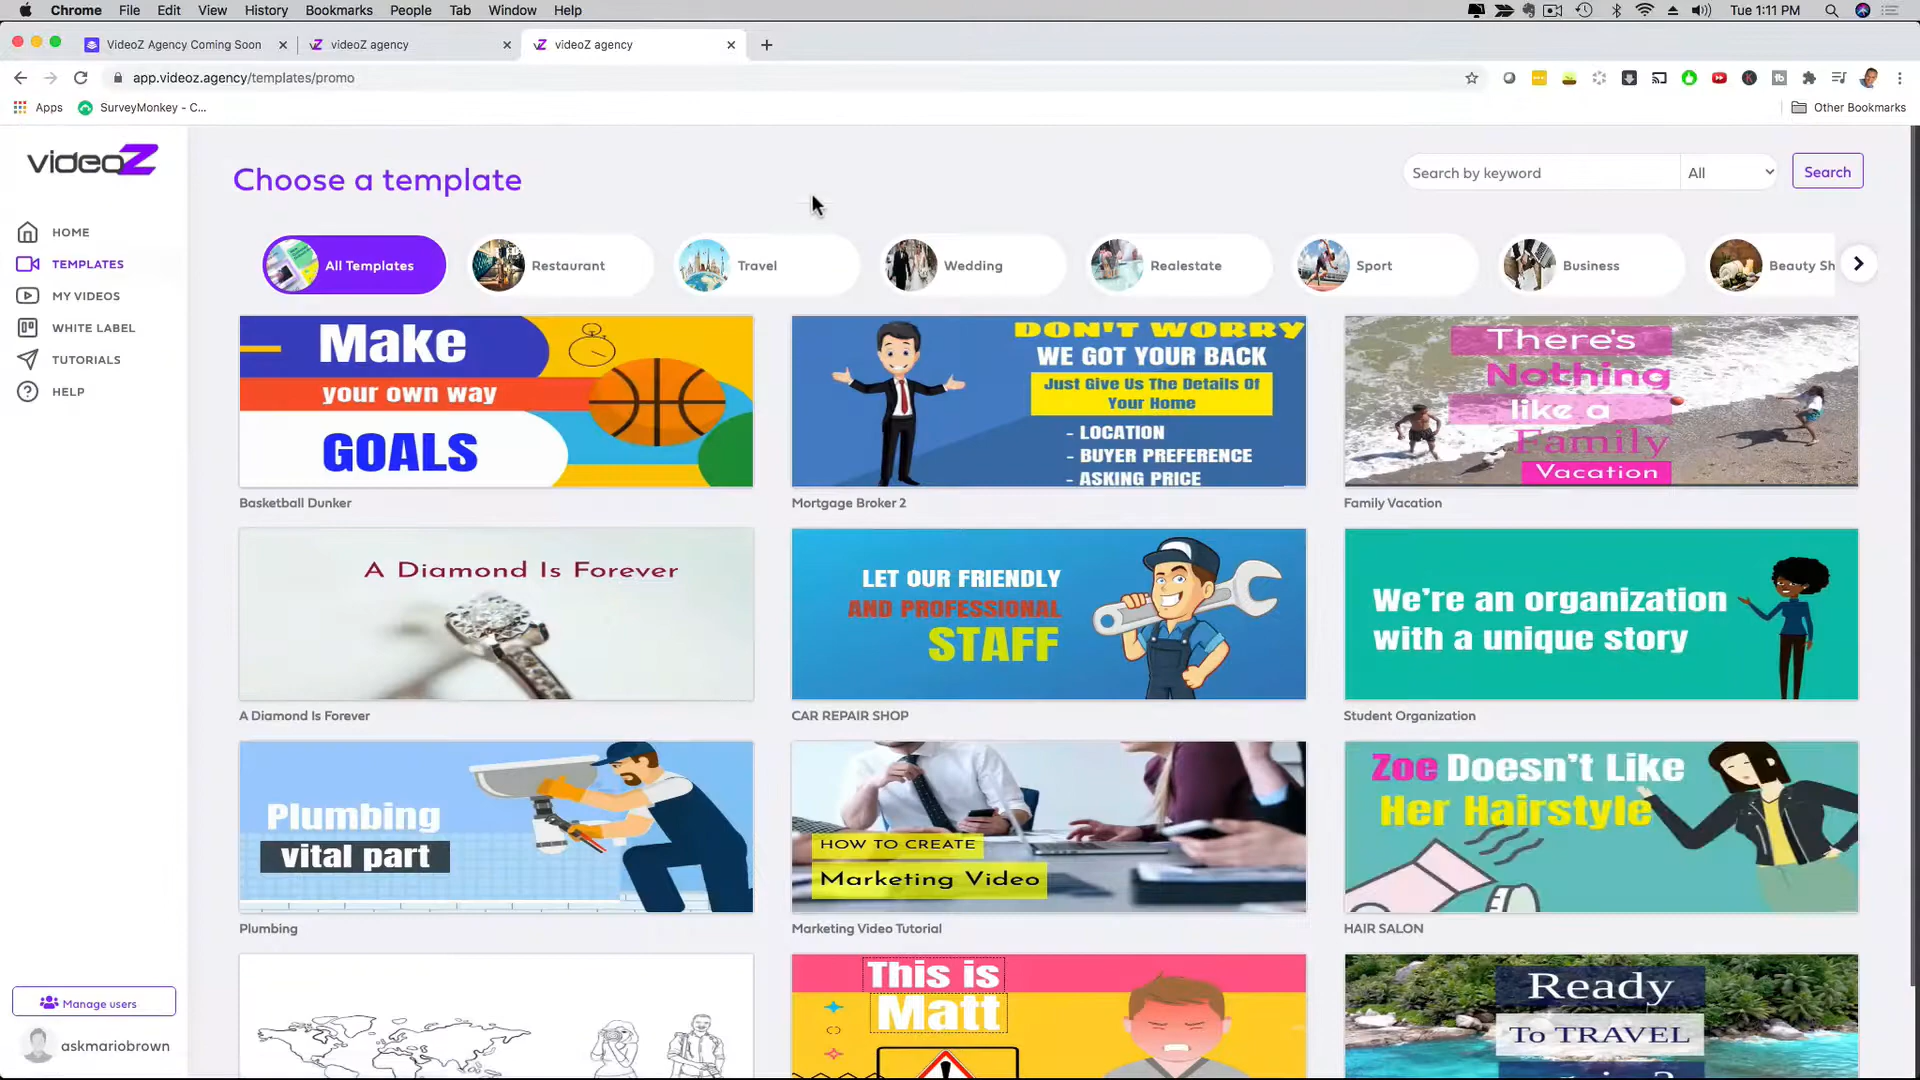 Chrome File Edit View History Bookmarks People Tab Window Help Tue 1:11 PM
VideoZ Agency Coming Soon videoZ agency videoZ agency
app.videoz.agency/templates/promo
Apps SurveyMonkey - C... Other Bookmarks
videoZ
Choose a template
Search by keyword All Search
HOME
TEMPLATES
MY VIDEOS
WHITE LABEL
TUTORIALS
HELP
All Templates Restaurant Travel Wedding Realestate Sport Business Beauty Sh
Make
your own way
GOALS
Basketball Dunker
DON'T WORRY
WE GOT YOUR BACK
Just Give Us The Details Of
Your Home
- LOCATION
- BUYER PREFERENCE
- ASKING PRICE
Mortgage Broker 2
There's
Nothing
like a
Family
Vacation
Family Vacation
A Diamond Is Forever
A Diamond Is Forever
LET OUR FRIENDLY
AND PROFESSIONAL
STAFF
CAR REPAIR SHOP
We're an organization
with a unique story
Student Organization
Plumbing
vital part
Plumbing
HOW TO CREATE
Marketing Video
Marketing Video Tutorial
Zoe Doesn't Like
Her Hairstyle
HAIR SALON
This is
Matt
Ready
To TRAVEL
Manage users
askmariobrown